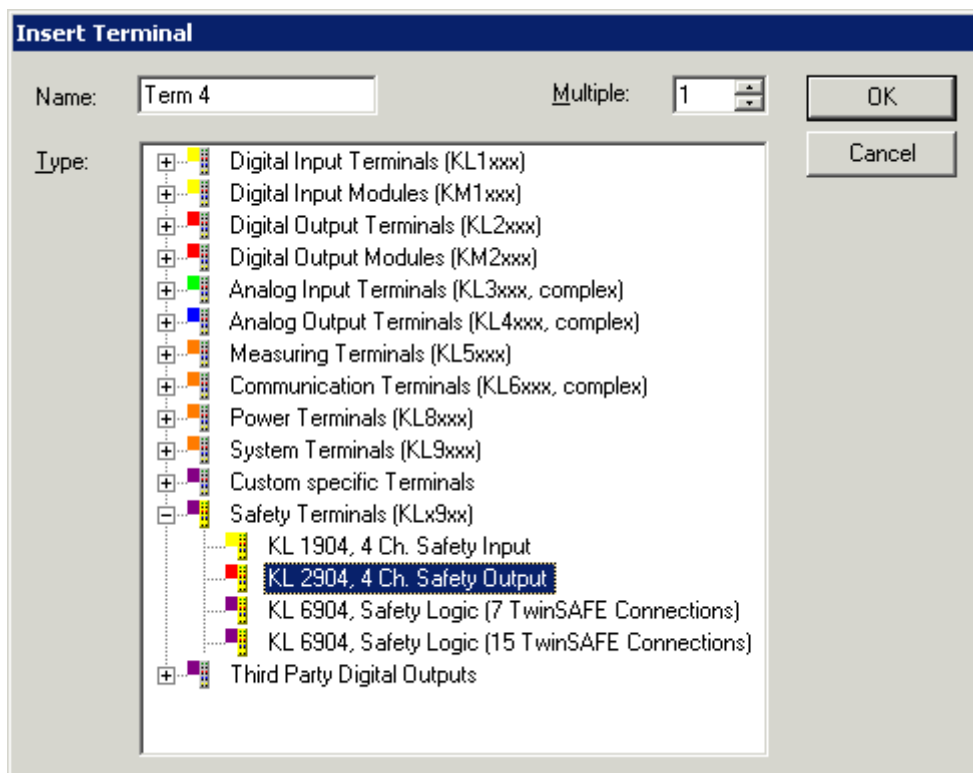 Insert Terminal
Name: Term 4 Multiple: 1 OK
Cancel
Type:
Digital Input Terminals (KL1xxx)
Digital Input Modules (KM1xxx)
Digital Output Terminals (KL2xxx)
Digital Output Modules (KM2xxx)
Analog Input Terminals (KL3xxx, complex)
Analog Output Terminals (KL4xxx, complex)
Measuring Terminals (KL5xxx)
Communication Terminals (KL6xxx, complex)
Power Terminals (KL8xxx)
System Terminals (KL9xxx)
Custom specific Terminals
Safety Terminals (KLx9xx)
KL 1904, 4 Ch. Safety Input
KL 2904, 4 Ch. Safety Output
KL 6904, Safety Logic (7 TwinSAFE Connections)
KL 6904, Safety Logic (15 TwinSAFE Connections)
Third Party Digital Outputs